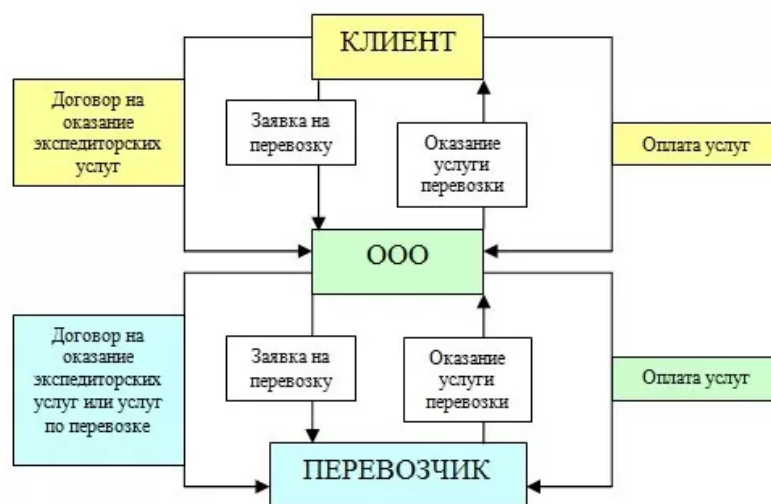 КЛИЕНТ
Договор на
оказание
экспедиторских
услуг
Заявка на
перевозку
Оказание
услуги
перевозки
Оплата услуг
ООО
Договор на
оказание
экспедиторских
услуг или услуг
по перевозке
Заявка на
перевозку
Оказание
услуги
перевозки
Оплата услуг
ПЕРЕВОЗЧИК